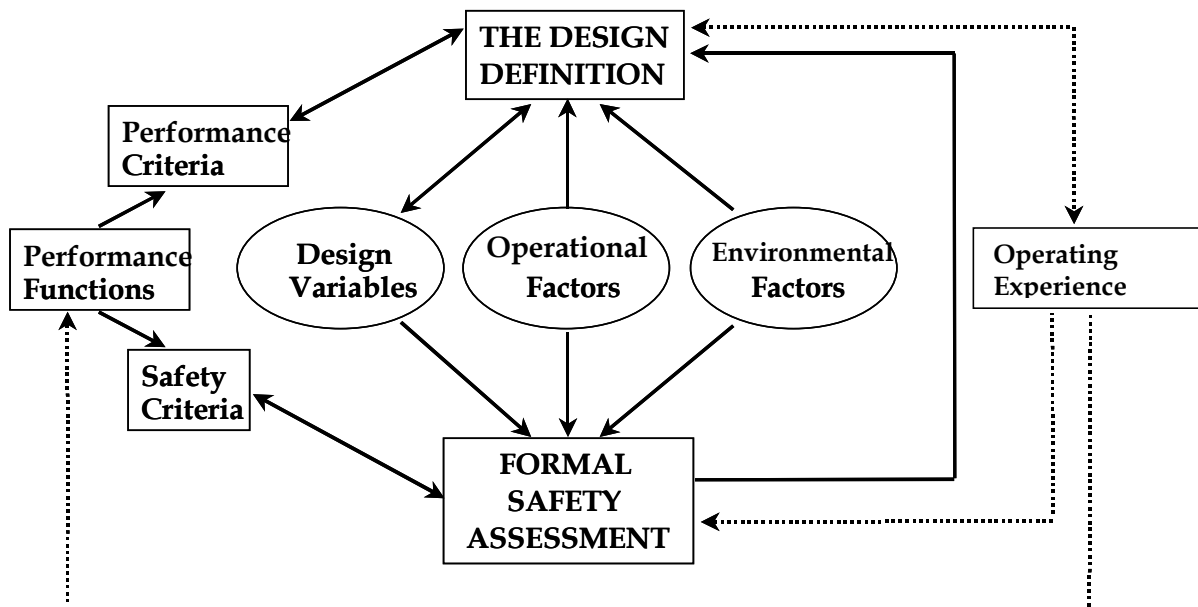 THE DESIGN
DEFINITION
Performance
Criteria
Performance
Functions
Design
Variables
Operational
Factors
Environmental
Factors
Operating
Experience
Safety
Criteria
FORMAL
SAFETY
ASSESSMENT